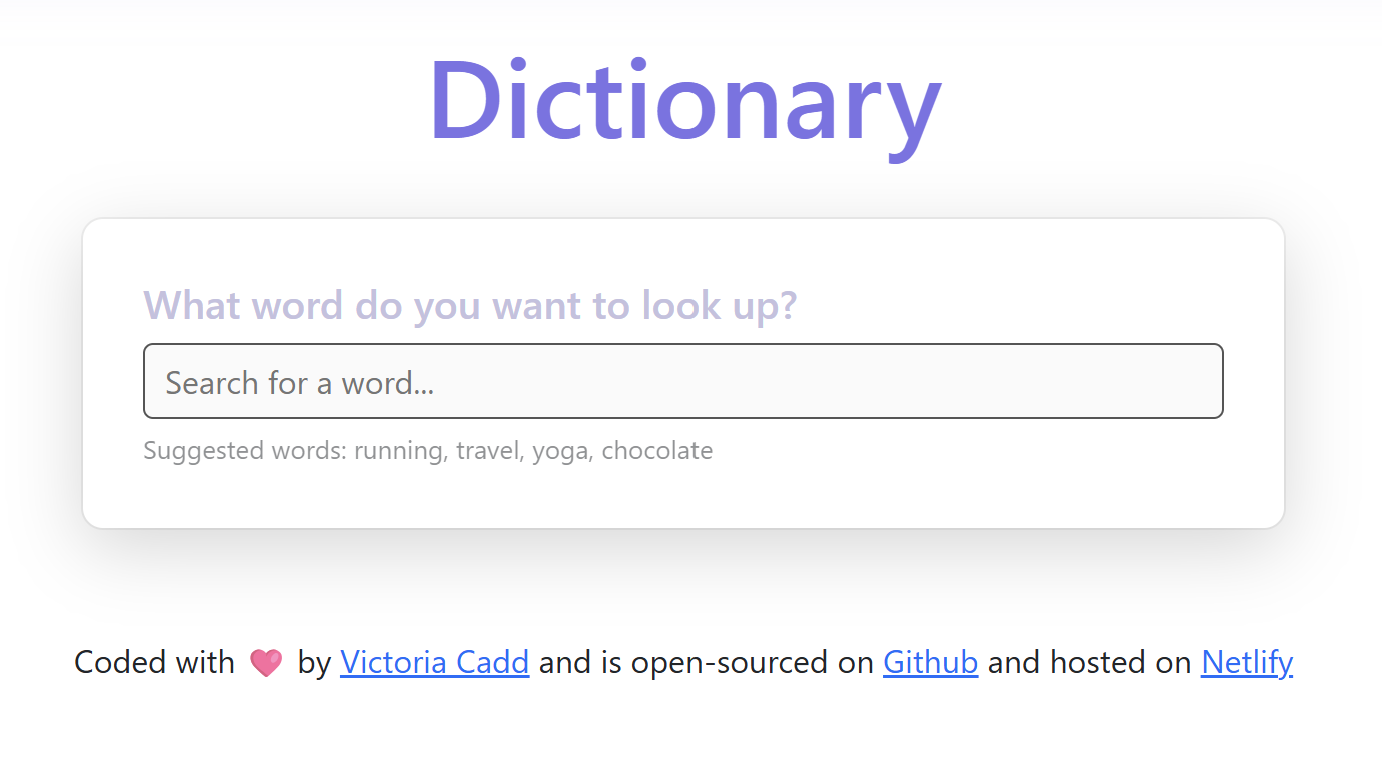 Dictionary
What word do you want to look up?
Search for a word...
Suggested words: running, travel, yoga, chocolate
Coded with 💗 by Victoria Cadd and is open-sourced on Github and hosted on Netlify